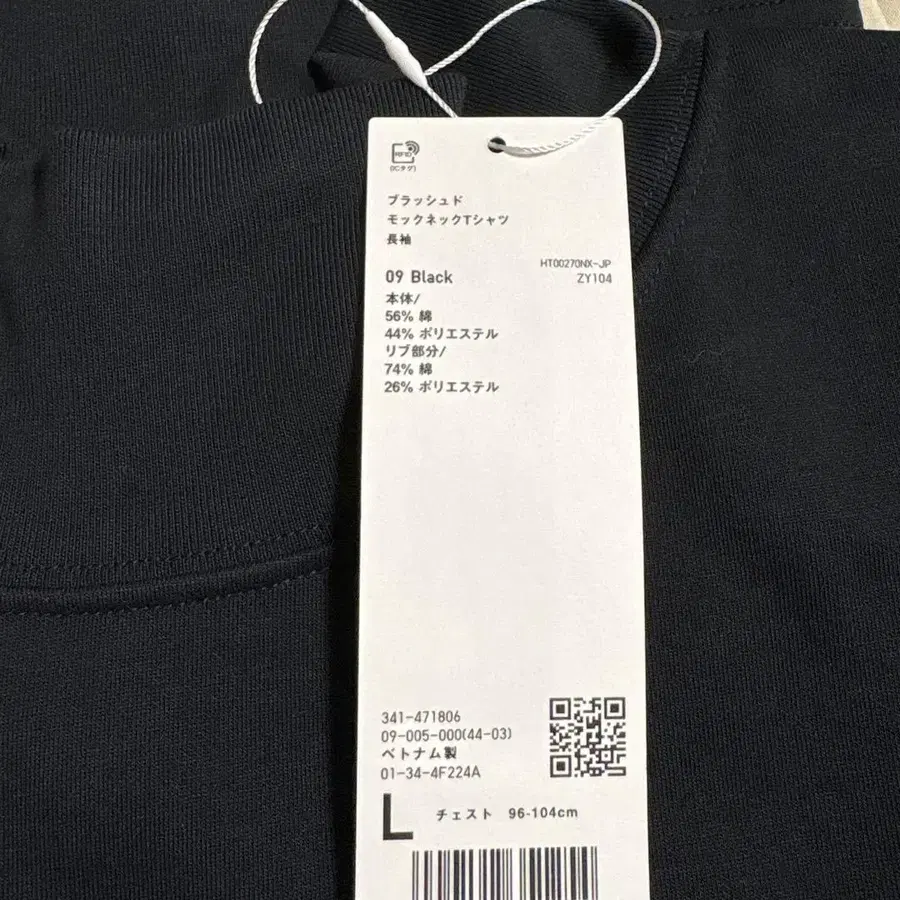 RFID
(ICタグ)
ブラッシュド
モックネックTシャツ
長袖
HT00270NX-JP
09 Black
ZY104
本体/
56% 綿
44% ポリエステル
リブ部分/
74% 綿
26% ポリエステル
341-471806
09-005-000(44-03)
ベトナム製
01-34-4F224A
L チェスト 96-104cm